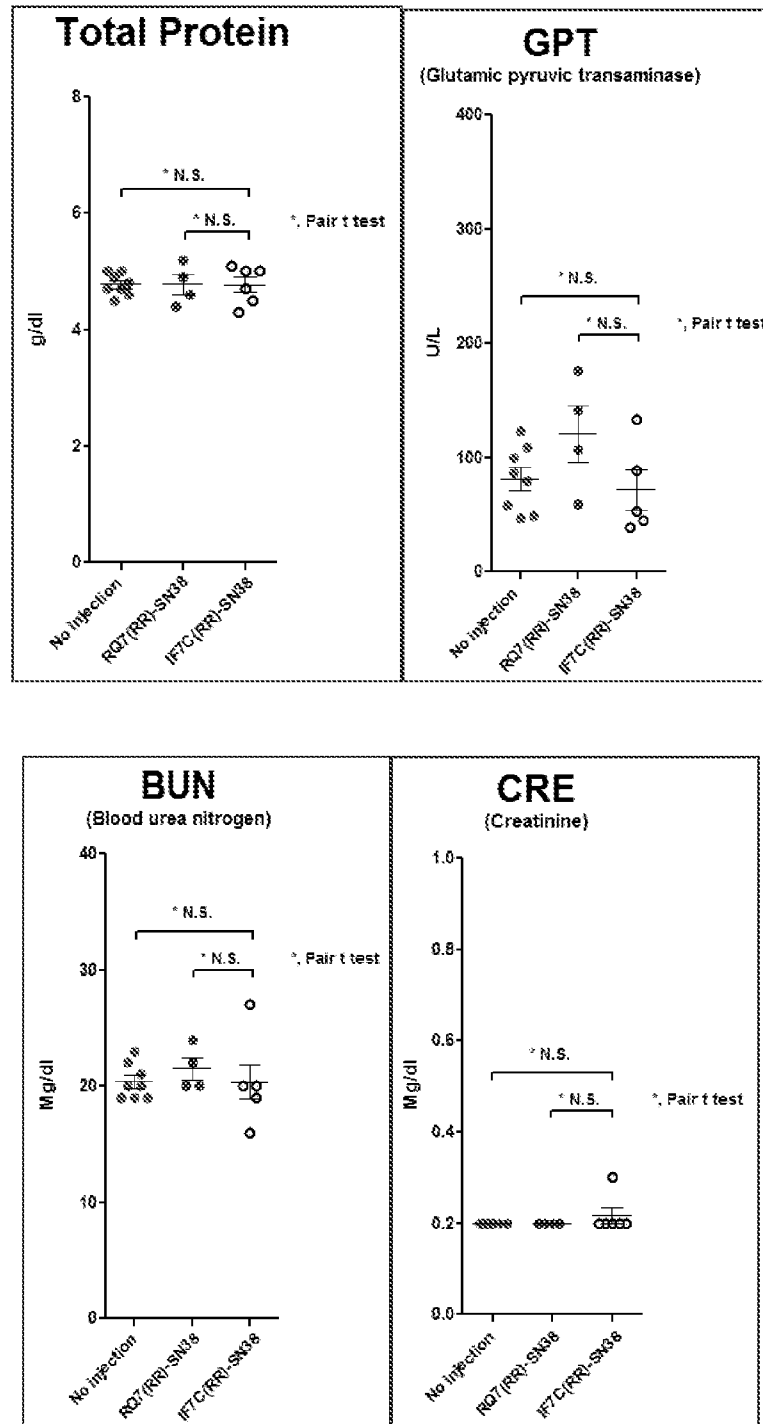 Total Protein
8
6
4
2
0
g/dl
* N.S.
* N.S.
*, Pair t test
No injection
RQ7(RR)-SN38
IF7C(RR)-SN38
GPT
(Glutamic pyruvic transaminase)
400
300
200
100
0
U/L
* N.S.
* N.S.
*, Pair t test
No injection
RQ7(RR)-SN38
IF7C(RR)-SN38
BUN
(Blood urea nitrogen)
40
30
20
10
0
Mg/dl
* N.S.
* N.S.
*, Pair t test
No injection
RQ7(RR)-SN38
IF7C(RR)-SN38
CRE
(Creatinine)
1.0
0.8
0.6
0.4
0.2
0.0
Mg/dl
* N.S.
* N.S.
*, Pair t test
No injection
RQ7(RR)-SN38
IF7C(RR)-SN38